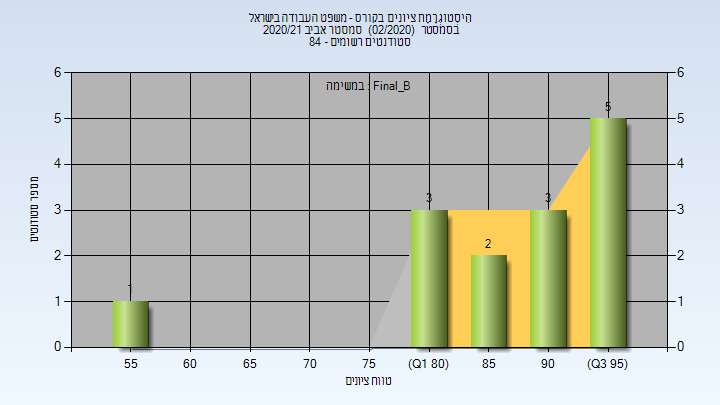 היסטוגרמת ציונים בקורס - משפט העבודה בישראל
בסמסטר (02/2020) סמסטר אביב 2020/21
סטודנטים רשומים - 84
במשימה : Final_B
מספר סטודנטים
6 6
5 5
4 4
3 3
2 2
1 1
0 0
1 3 2 3 5
55 60 65 70 75 (Q1 80) 85 90 (Q3 95)
טווח ציונים